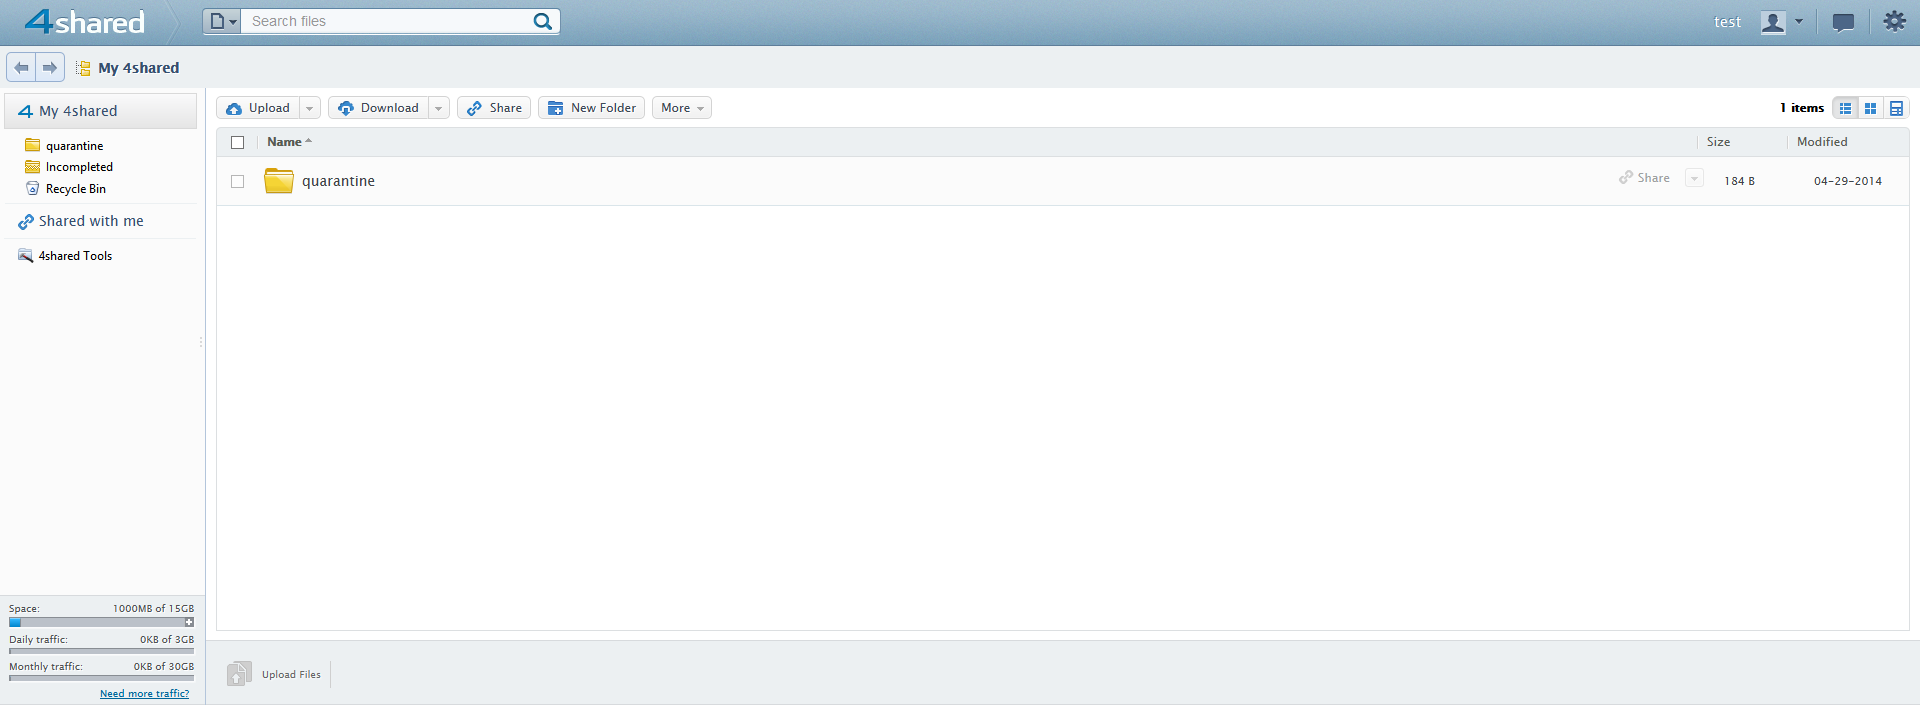 4shared
Search files
test
My 4shared
My 4shared
quarantine
Incompleted
Recycle Bin
Shared with me
4shared Tools
Upload Download Share New Folder More
1 items
Name Size Modified
quarantine Share 184 B 04-29-2014
Space: 1000MB of 15GB
Daily traffic: 0KB of 3GB
Monthly traffic: 0KB of 30GB
Need more traffic?
Upload Files